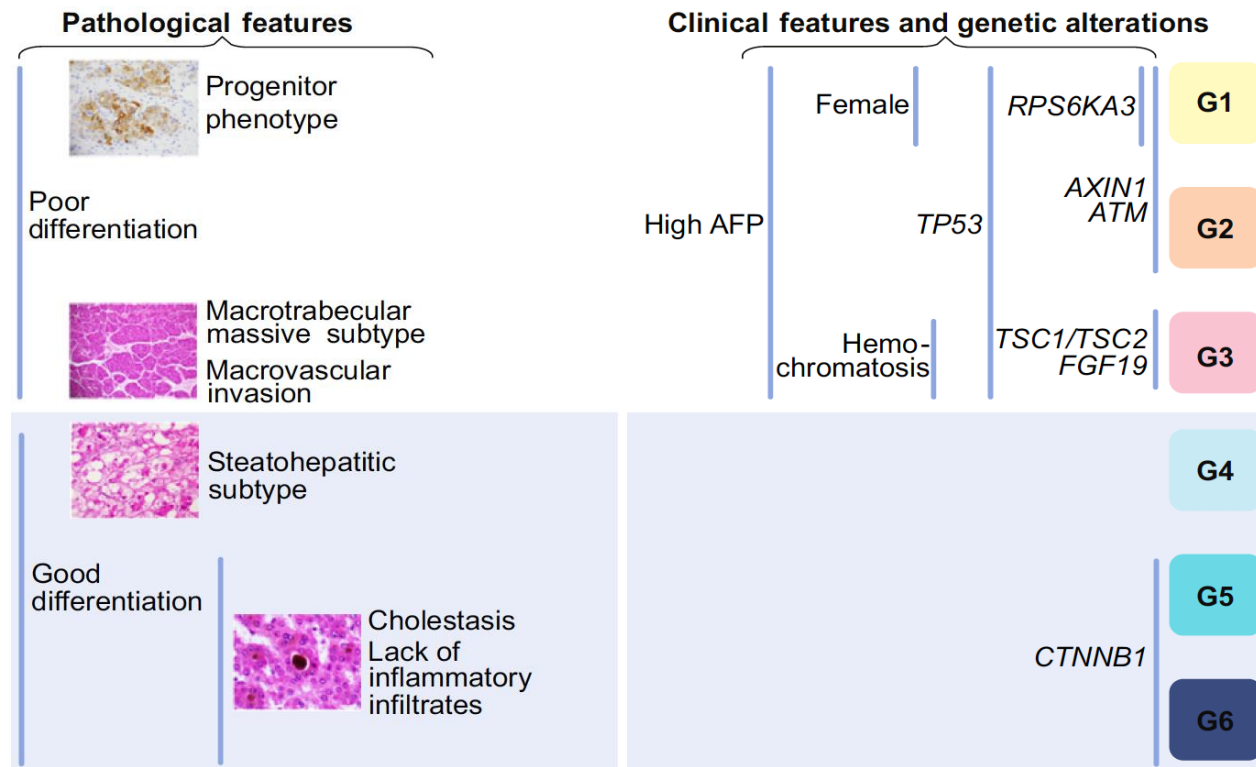 Pathological features
Clinical features and genetic alterations
Progenitor
phenotype
Poor
differentiation
Macrotrabecular
massive subtype
Macrovascular
invasion
Steatohepatitic
subtype
Good
differentiation
Cholestasis
Lack of
inflammatory
infiltrates
High AFP
Female
Hemo-
chromatosis
TP53
RPS6KA3
AXIN1
ATM
TSC1/TSC2
FGF19
CTNNB1
G1
G2
G3
G4
G5
G6